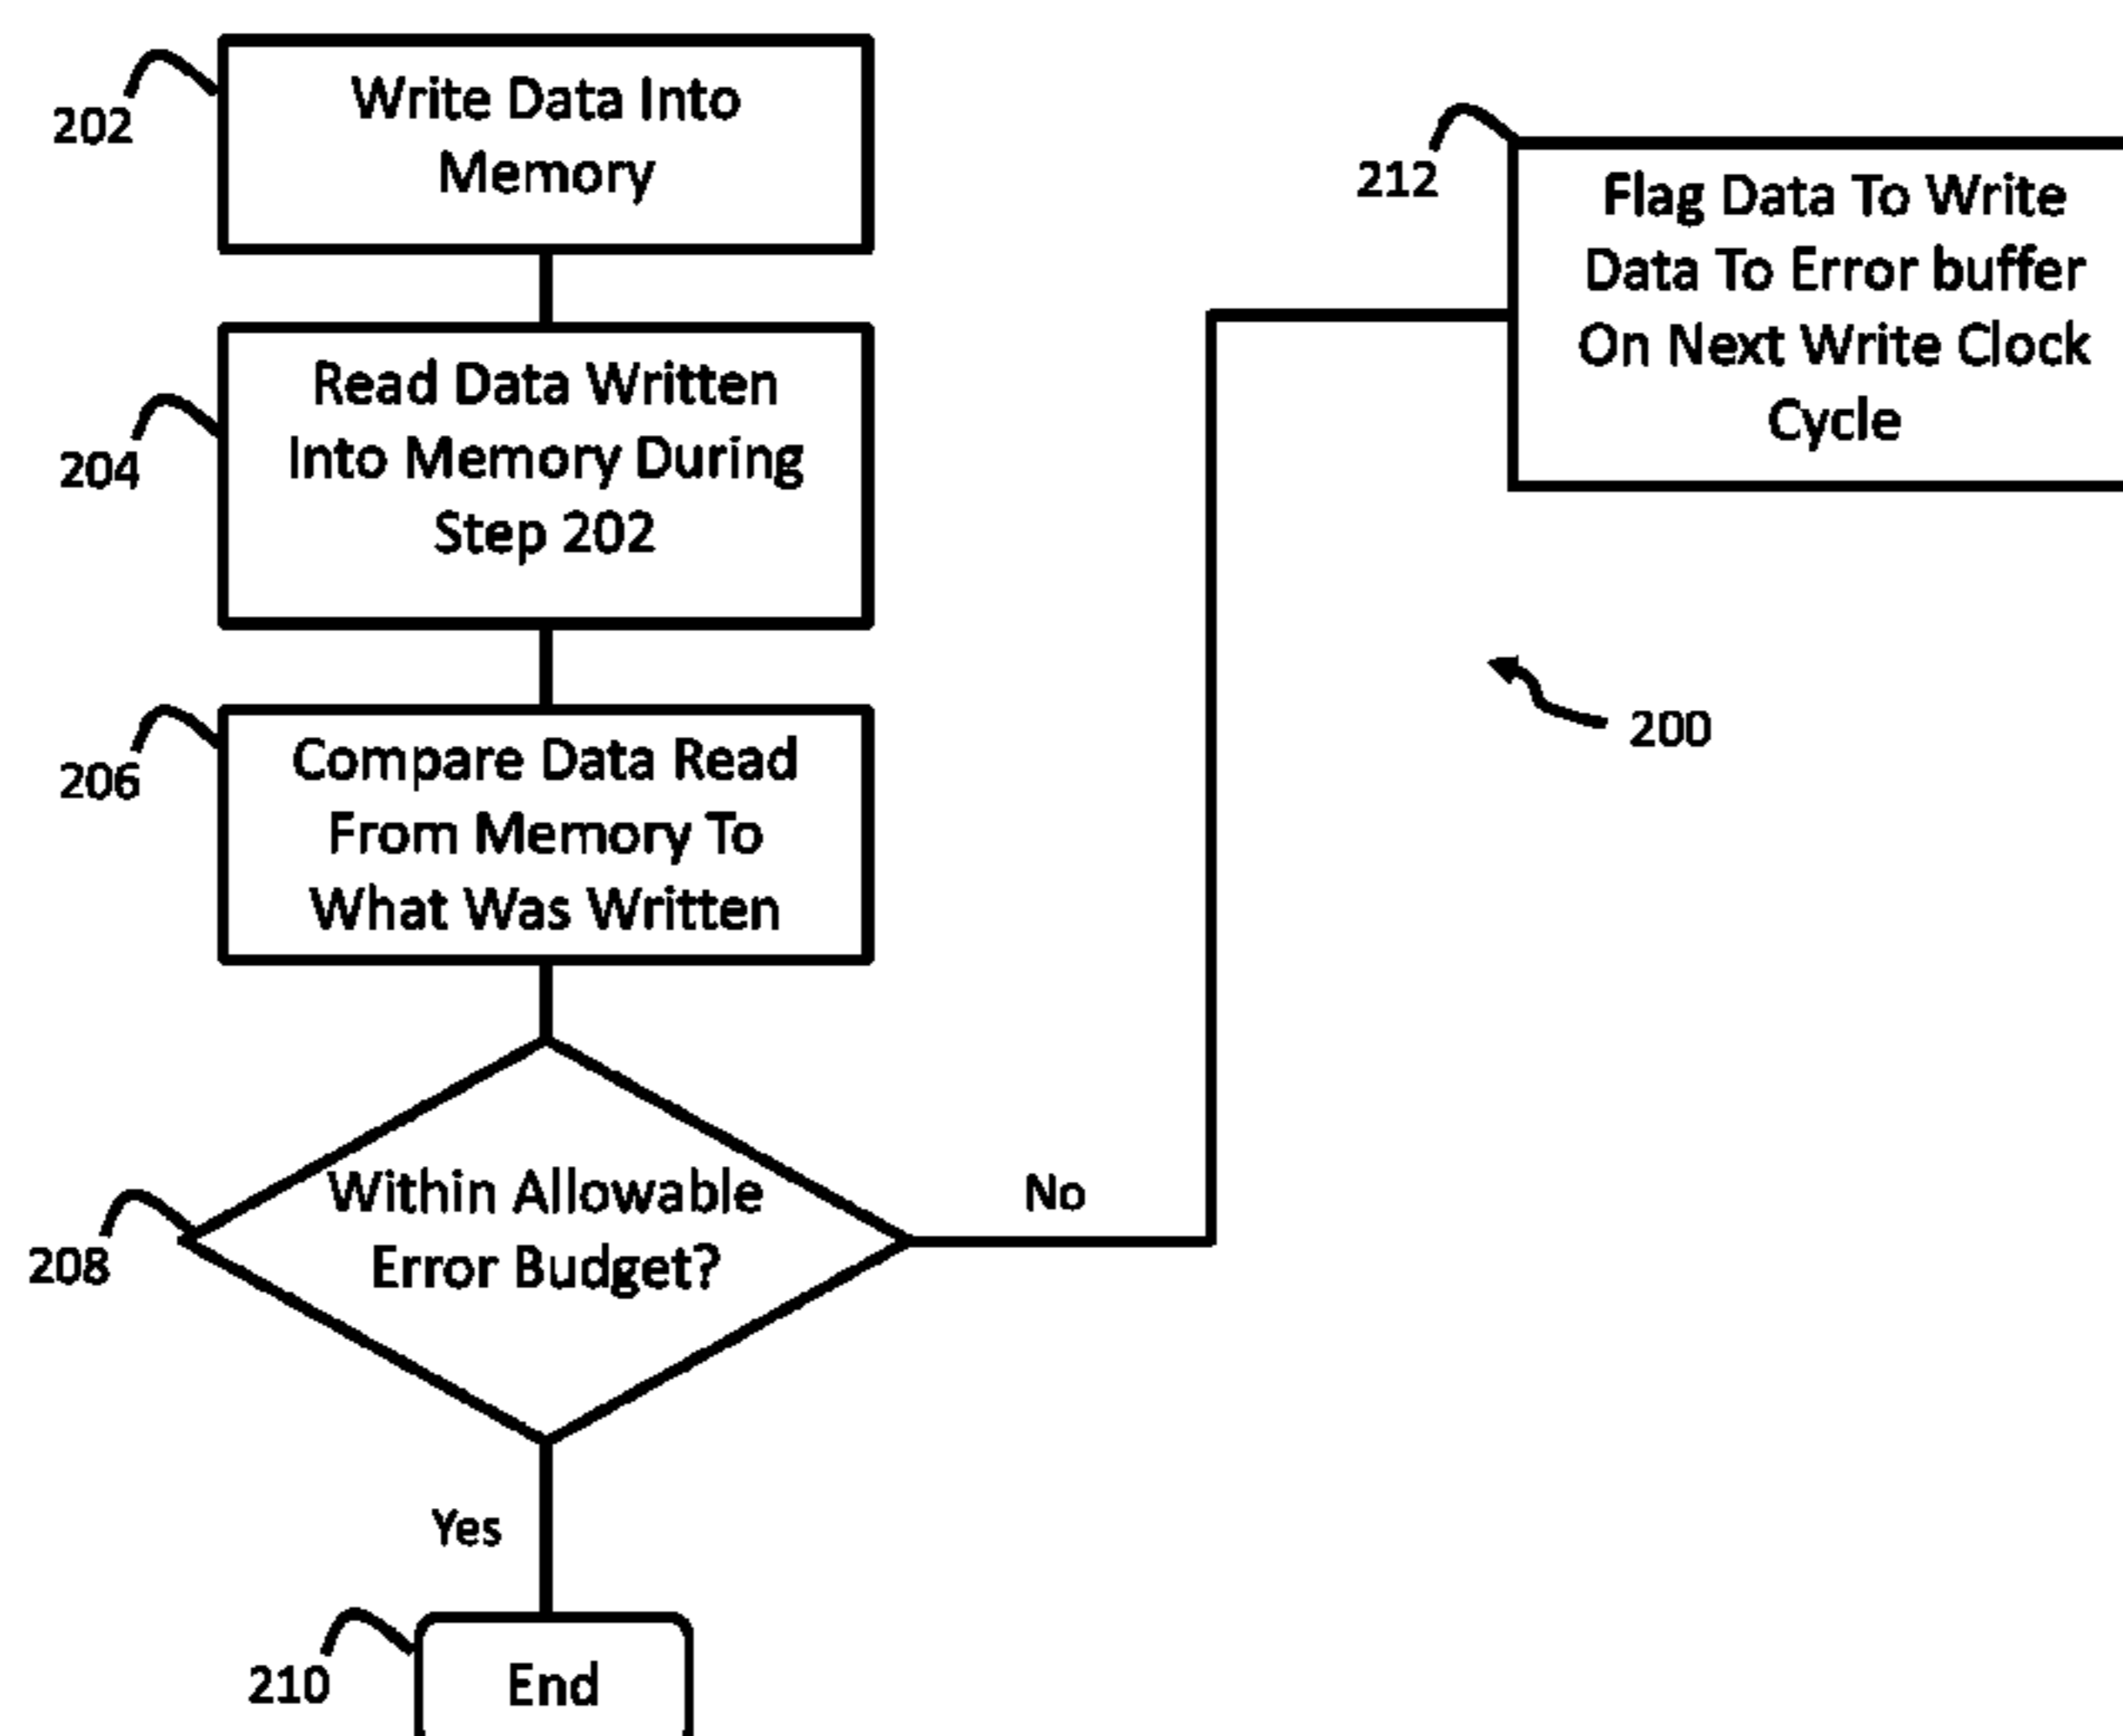 202
Write Data Into
Memory
204
Read Data Written
Into Memory During
Step 202
206
Compare Data Read
From Memory To
What Was Written
208
Within Allowable
Error Budget?
No
Yes
210
End
212
Flag Data To Write
Data To Error buffer
On Next Write Clock
Cycle
200